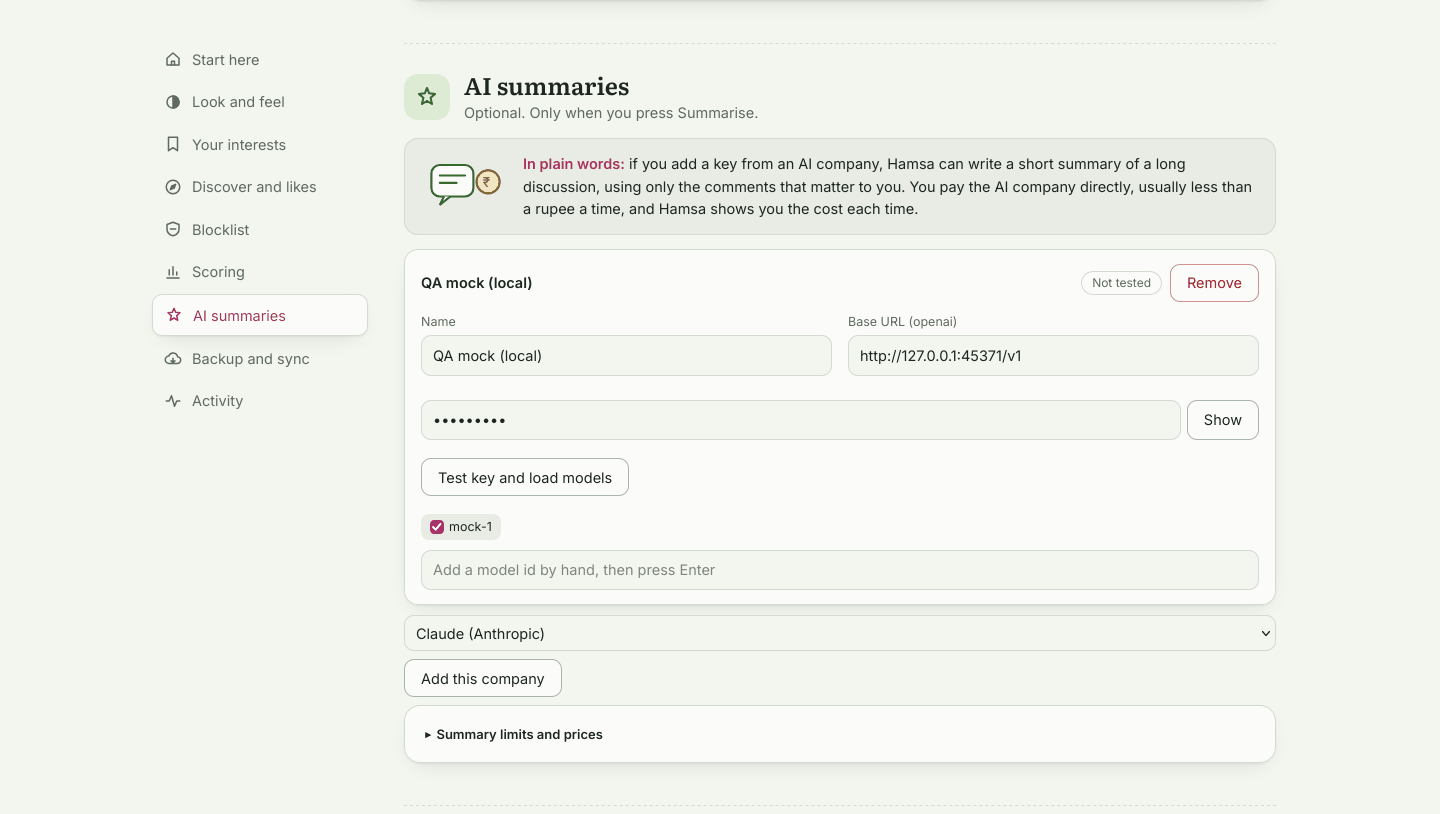 Start here
Look and feel
Your interests
Discover and likes
Blocklist
Scoring
AI summaries
Backup and sync
Activity
AI summaries
Optional. Only when you press Summarise.
₹
In plain words: if you add a key from an AI company, Hamsa can write a short summary of a long
discussion, using only the comments that matter to you. You pay the AI company directly, usually less than
a rupee a time, and Hamsa shows you the cost each time.
QA mock (local)
Not tested
Remove
Name
Base URL (openai)
QA mock (local)
http://127.0.0.1:45371/v1
•••••••••
Show
Test key and load models
mock-1
Add a model id by hand, then press Enter
Claude (Anthropic)
Add this company
Summary limits and prices